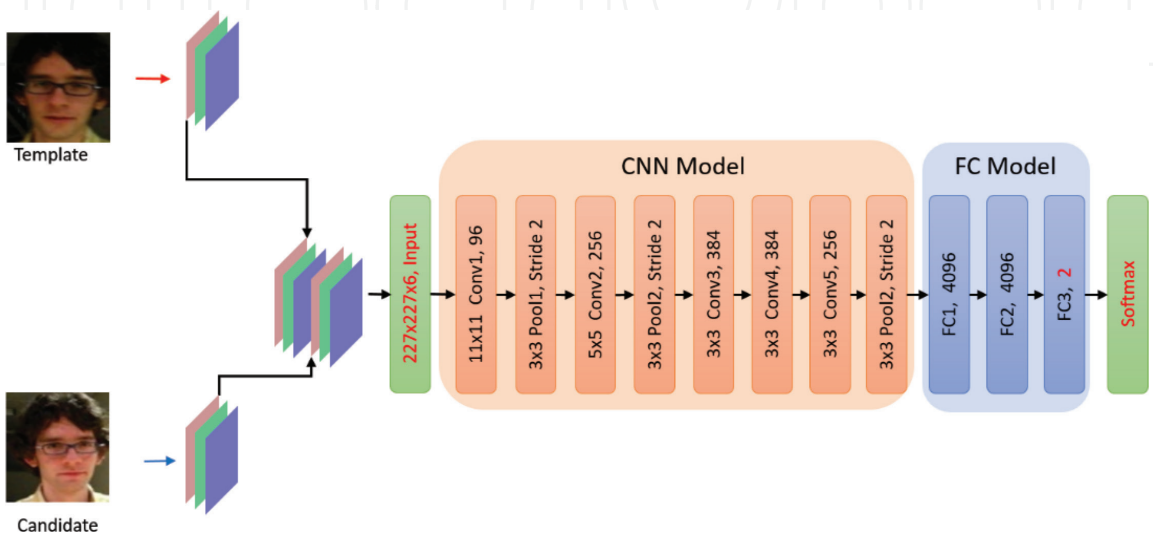 Template
Candidate
227x227x6, Input
CNN Model
11x11 Conv1, 96
3x3 Pool1, Stride 2
5x5 Conv2, 256
3x3 Pool2, Stride 2
3x3 Conv3, 384
3x3 Conv4, 384
3x3 Conv5, 256
3x3 Pool2, Stride 2
FC Model
FC1, 4096
FC2, 4096
FC3, 2
Softmax